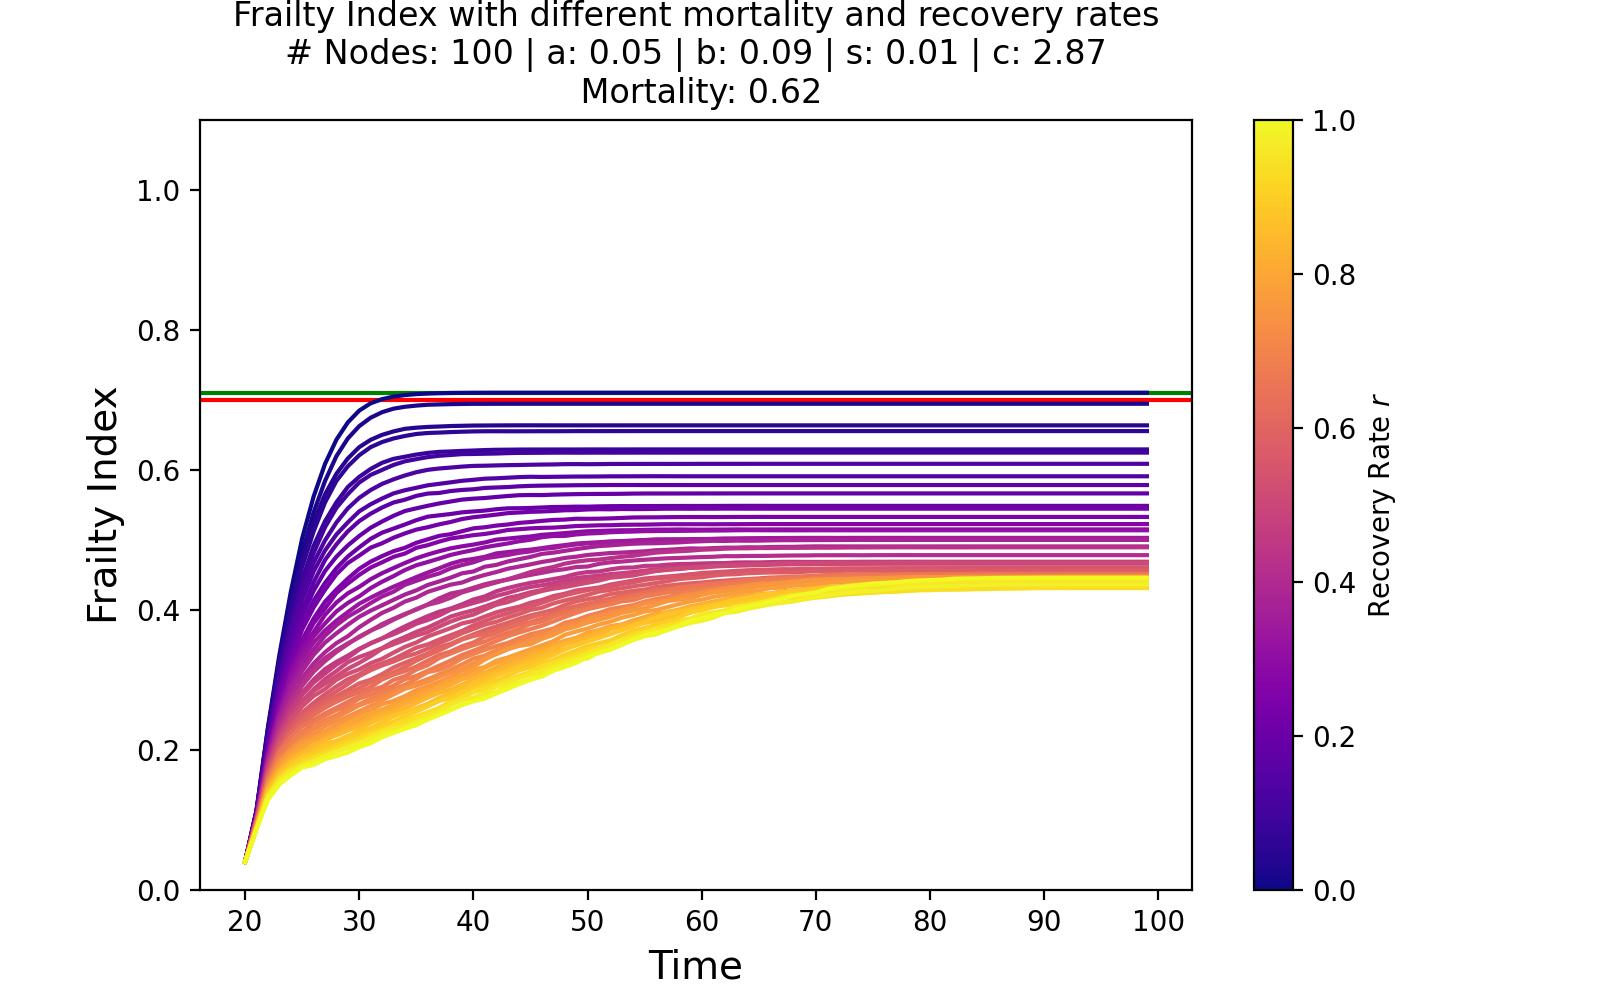 Frailty Index with different mortality and recovery rates
# Nodes: 100 | a: 0.05 | b: 0.09 | s: 0.01 | c: 2.87
Mortality: 0.62
Frailty Index
1.0
0.8
0.6
0.4
0.2
0.0
20 30 40 50 60 70 80 90 100
Time
1.0
0.8
0.6
0.4
0.2
0.0
Recovery Rate r